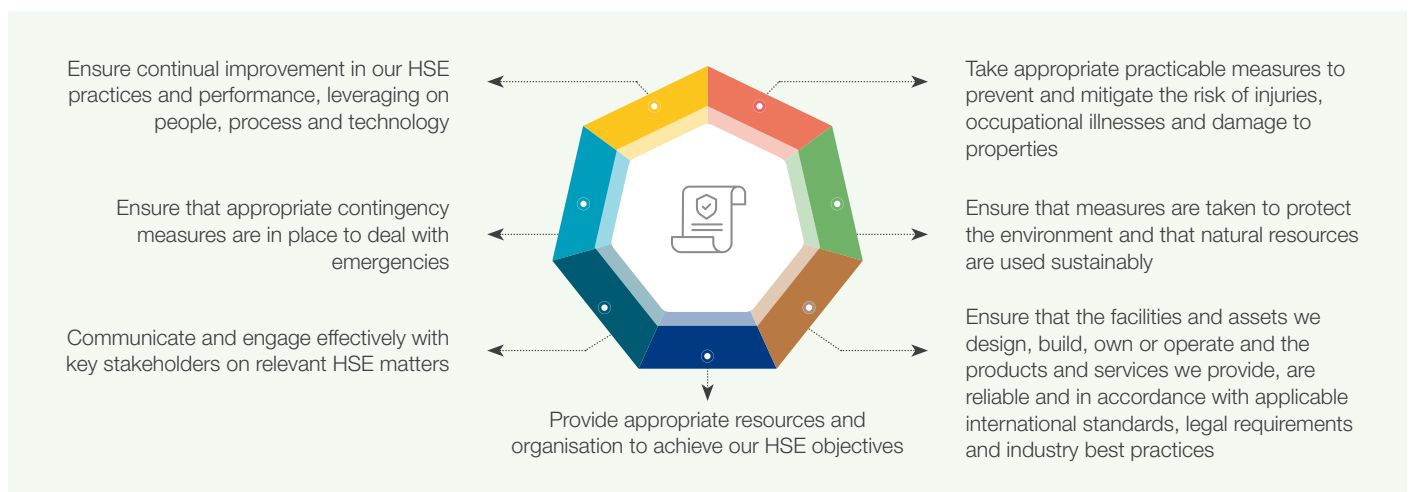 Ensure continual improvement in our HSE
practices and performance, leveraging on
people, process and technology
Take appropriate practicable measures to
prevent and mitigate the risk of injuries,
occupational illnesses and damage to
properties
Ensure that appropriate contingency
measures are in place to deal with
emergencies
Ensure that measures are taken to protect
the environment and that natural resources
are used sustainably
Communicate and engage effectively with
key stakeholders on relevant HSE matters
Ensure that the facilities and assets we
design, build, own or operate and the
products and services we provide, are
reliable and in accordance with applicable
international standards, legal requirements
and industry best practices
Provide appropriate resources and
organisation to achieve our HSE objectives